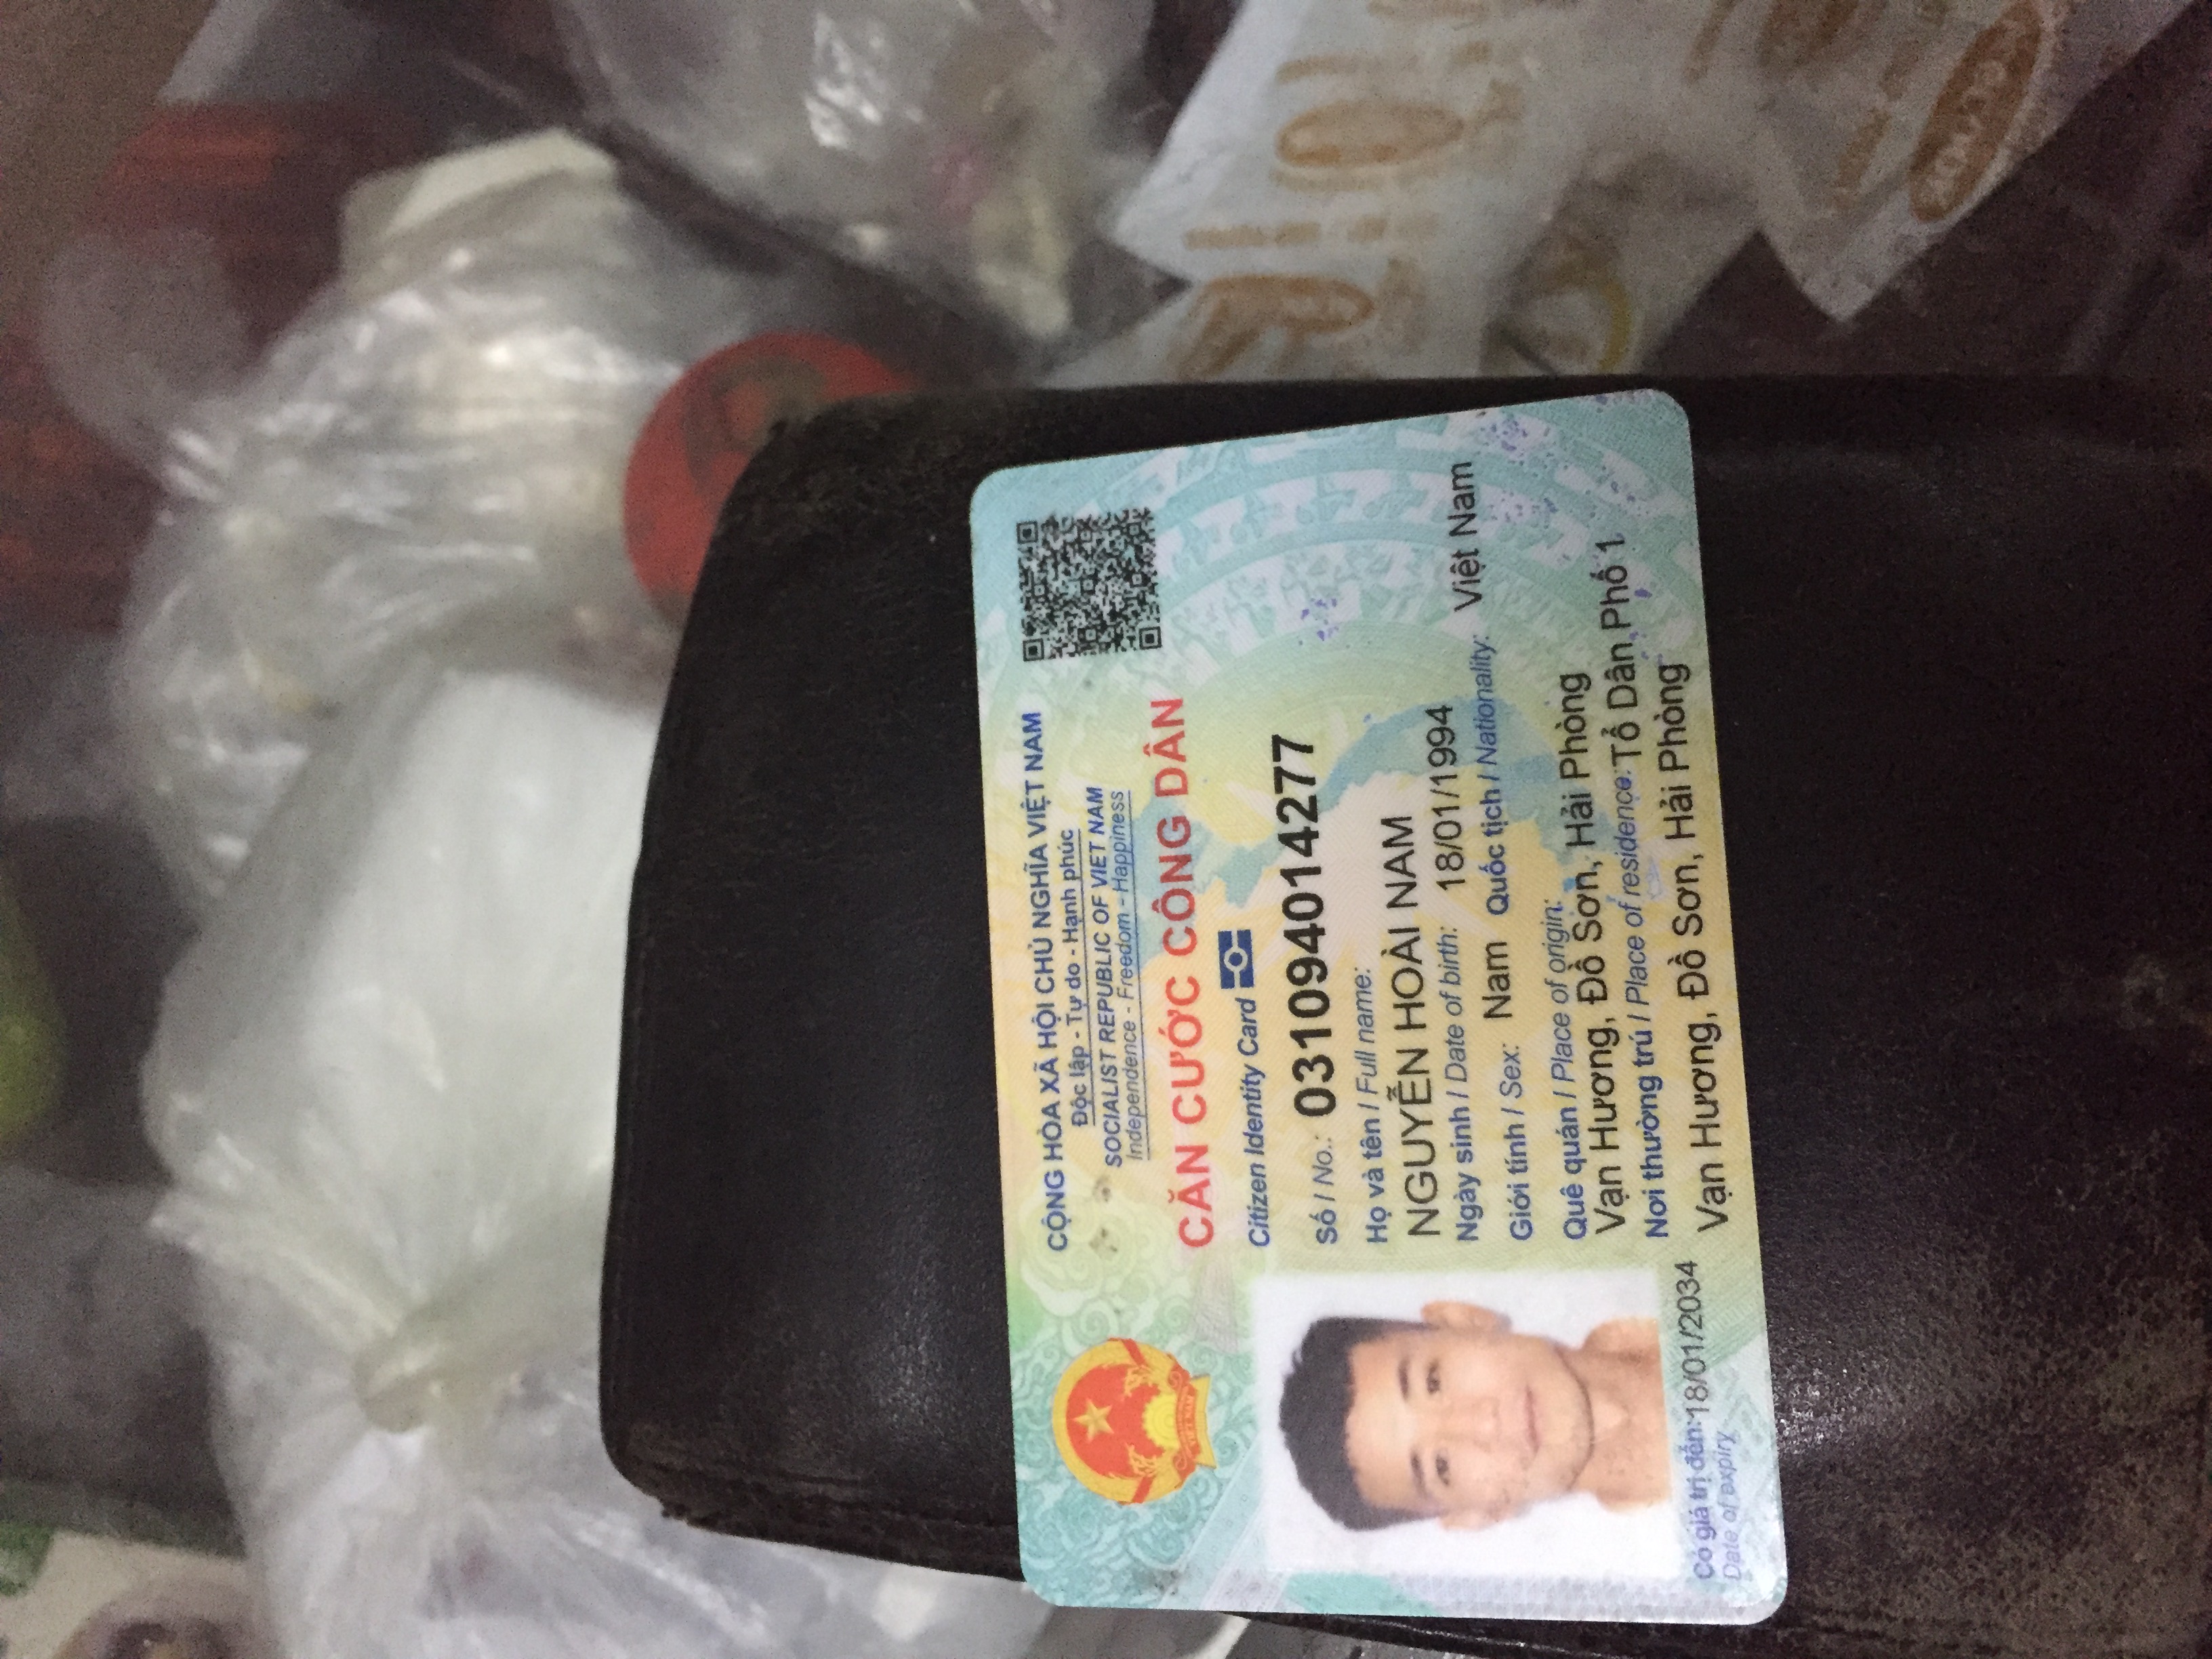 CỘNG HÒA XÃ HỘI CHỦ NGHĨA VIỆT NAM
Độc lập - Tự do - Hạnh phúc
SOCIALIST REPUBLIC OF VIET NAM
Independence - Freedom - Happiness
CĂN CƯỚC CÔNG DÂN
Citizen Identity Card
Số / No.: 031094014277
Họ và tên / Full name:
NGUYỄN HOÀI NAM
Ngày sinh / Date of birth: 18/01/1994
Giới tính / Sex: Nam Quốc tịch / Nationality: Việt Nam
Quê quán / Place of origin:
Vạn Hương, Đồ Sơn, Hải Phòng
Nơi thường trú / Place of residence: Tổ Dân Phố 1
Vạn Hương, Đồ Sơn, Hải Phòng
Có giá trị đến: 18/01/2034
Date of expiry